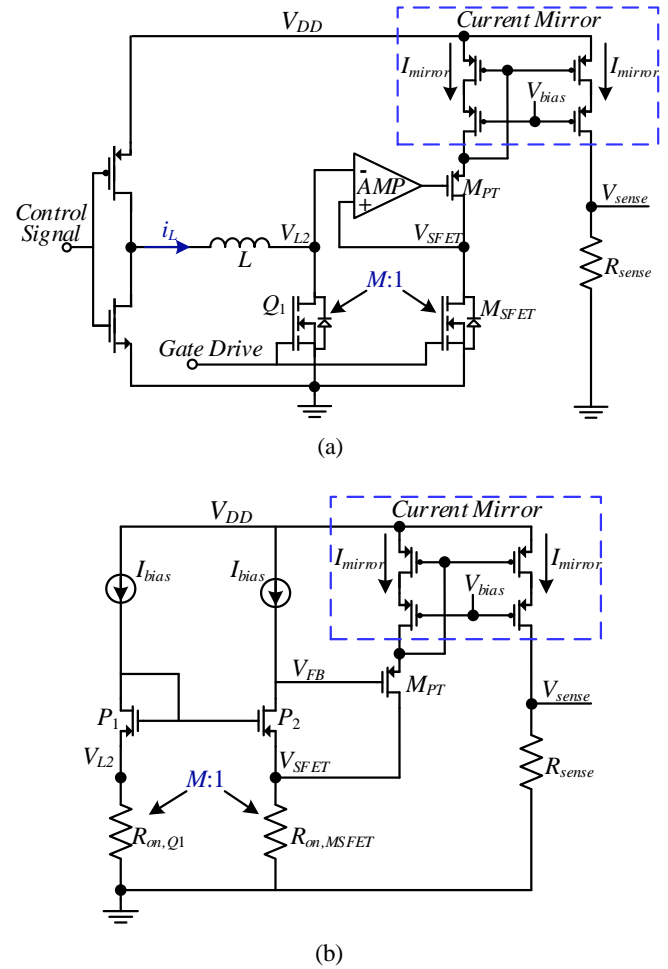 V_DD
Current Mirror
I_mirror
I_mirror
V_bias
AMP
-
+
M_PT
Control
Signal
i_L
L
V_L2
V_SFET
V_sense
R_sense
Q_1
M:1
M_SFET
Gate Drive
(a)
V_DD
Current Mirror
I_bias
I_bias
I_mirror
I_mirror
V_bias
V_FB
M_PT
P_1
P_2
V_sense
V_L2
V_SFET
M:1
R_sense
R_on,Q1
R_on,MSFET
(b)